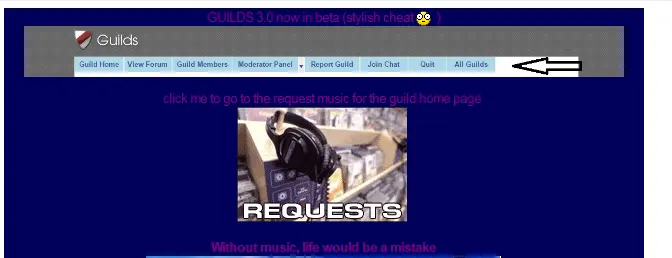 GUILDS 3.0 now in beta (stylish cheat )
Guilds
Guild Home View Forum Guild Members Moderator Panel Report Guild Join Chat Quit All Guilds
click me to go to the request music for the guild home page
REQUESTS
Without music, life would be a mistake